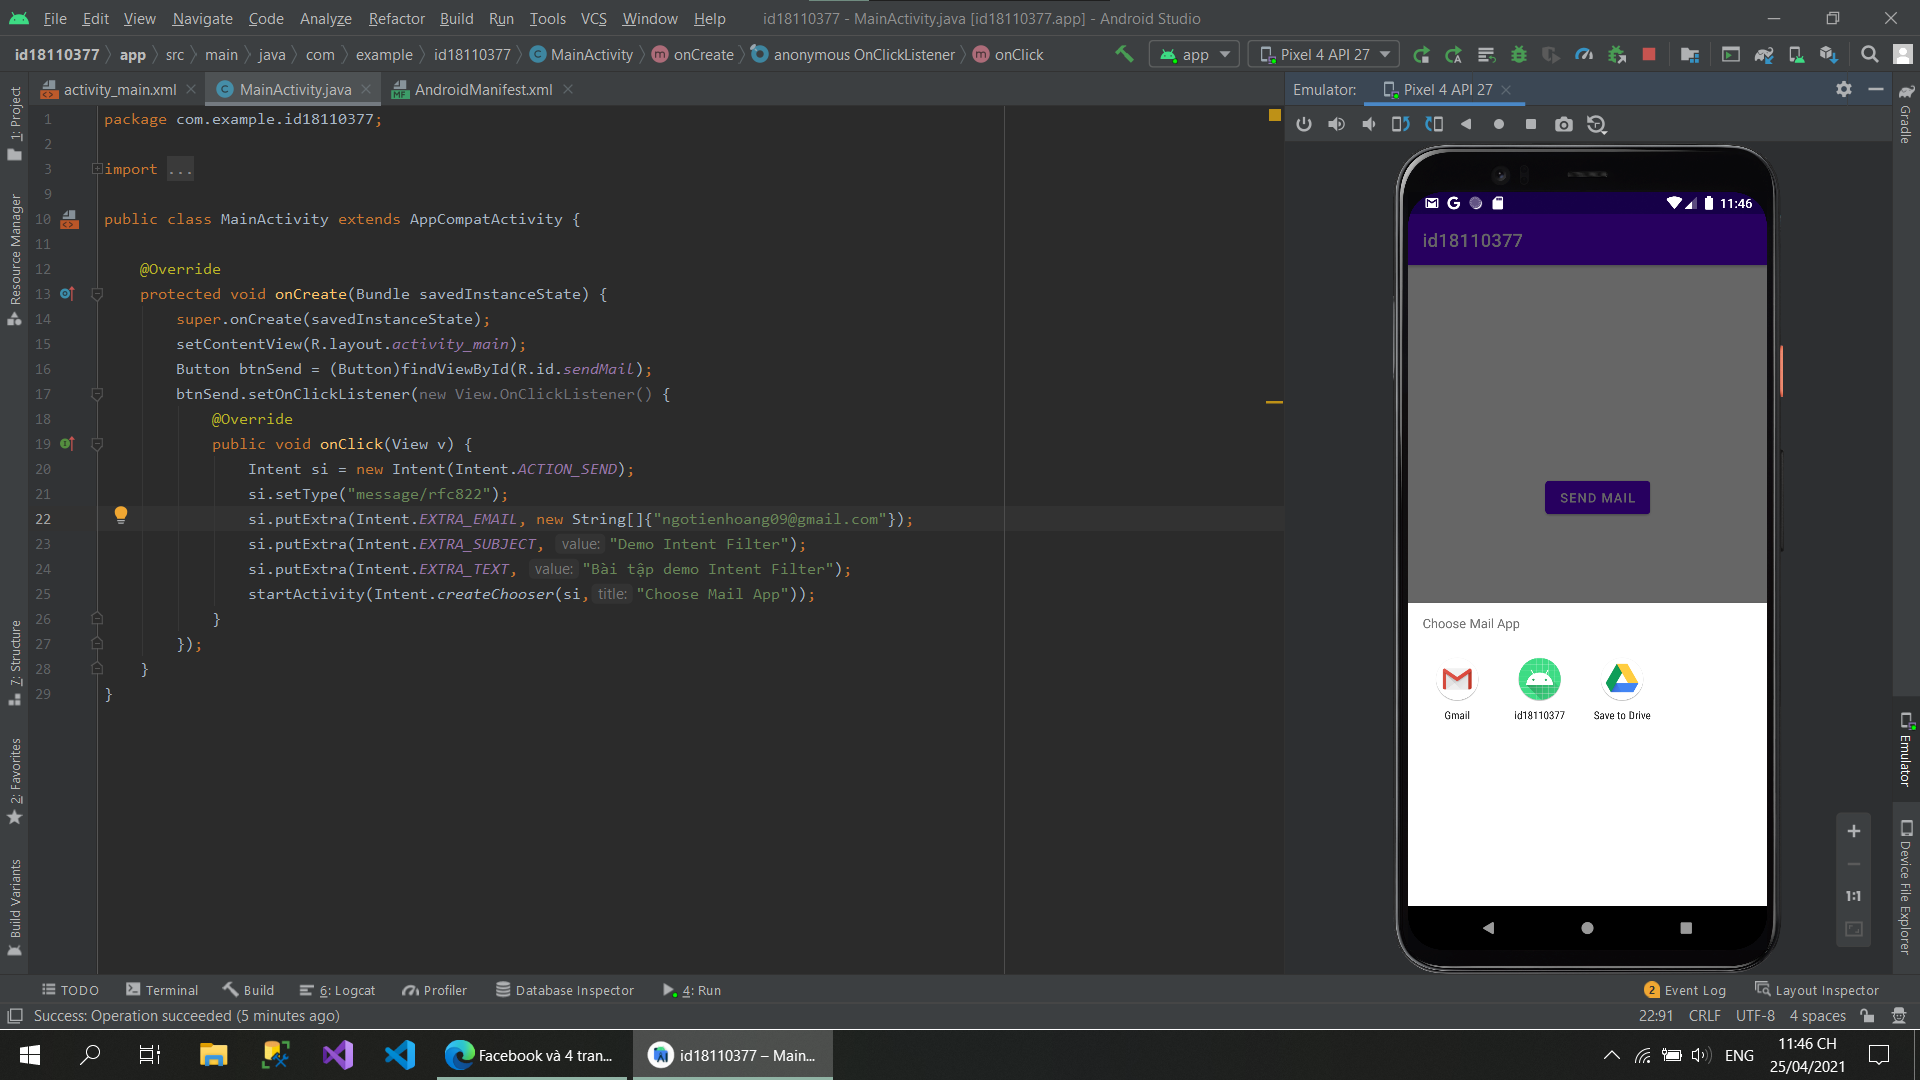 File Edit View Navigate Code Analyze Refactor Build Run Tools VCS Window Help id18110377 - MainActivity.java [id18110377.app] - Android Studio
id18110377 app src main java com example id18110377 MainActivity onCreate anonymous OnClickListener onClick app Pixel 4 API 27
activity_main.xml MainActivity.java AndroidManifest.xml Emulator: Pixel 4 API 27
1: Project
Resource Manager
7: Structure
2: Favorites
Build Variants
1 package com.example.id18110377;
2
3 import ...
9
10 public class MainActivity extends AppCompatActivity {
11
12 @Override
13 protected void onCreate(Bundle savedInstanceState) {
14 super.onCreate(savedInstanceState);
15 setContentView(R.layout.activity_main);
16 Button btnSend = (Button)findViewById(R.id.sendMail);
17 btnSend.setOnClickListener(new View.OnClickListener() {
18 @Override
19 public void onClick(View v) {
20 Intent si = new Intent(Intent.ACTION_SEND);
21 si.setType("message/rfc822");
22 si.putExtra(Intent.EXTRA_EMAIL, new String[]{"ngotienhoang09@gmail.com"});
23 si.putExtra(Intent.EXTRA_SUBJECT, value: "Demo Intent Filter");
24 si.putExtra(Intent.EXTRA_TEXT, value: "Bài tập demo Intent Filter");
25 startActivity(Intent.createChooser(si, title: "Choose Mail App"));
26 }
27 });
28 }
29 }
11:46
id18110377
SEND MAIL
Choose Mail App
Gmail id18110377 Save to Drive
1:1
Gradle
Emulator
Device File Explorer
TODO Terminal Build 6: Logcat Profiler Database Inspector 4: Run 2 Event Log Layout Inspector
Success: Operation succeeded (5 minutes ago) 22:91 CRLF UTF-8 4 spaces
Facebook và 4 tran... id18110377 – Main... ENG 11:46 CH
25/04/2021